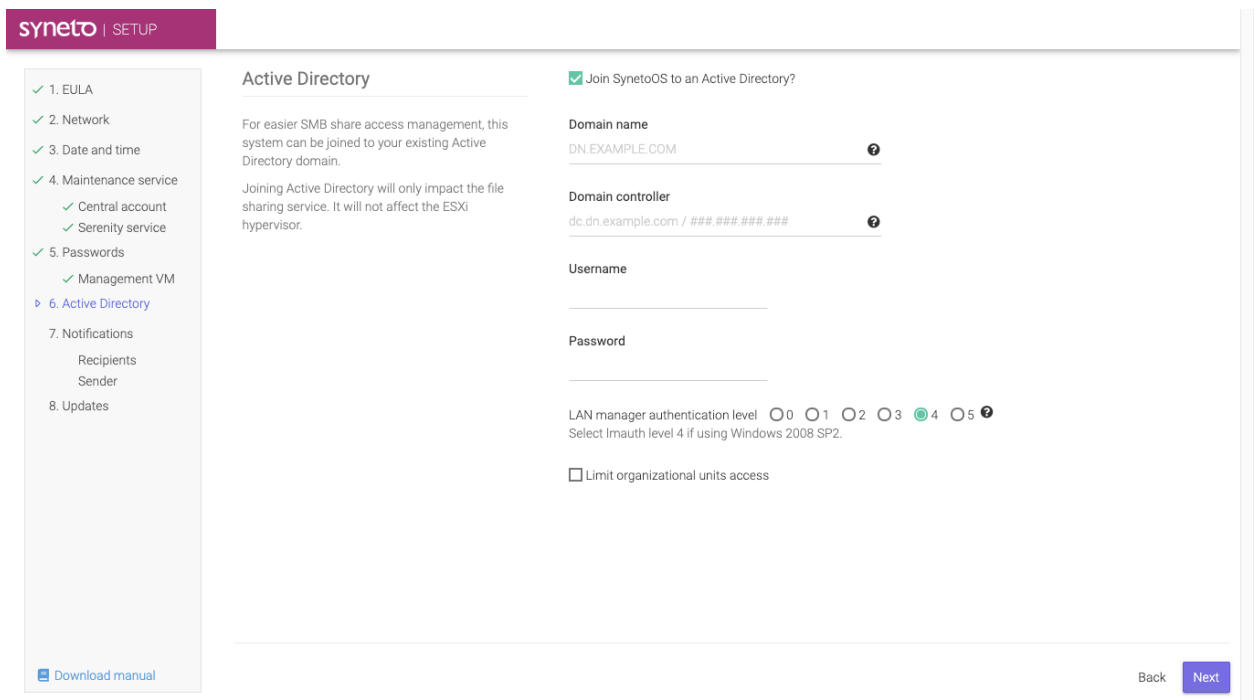 syneto | SETUP
1. EULA
2. Network
3. Date and time
4. Maintenance service
Central account
Serenity service
5. Passwords
Management VM
6. Active Directory
7. Notifications
Recipients
Sender
8. Updates
Download manual
Active Directory
For easier SMB share access management, this
system can be joined to your existing Active
Directory domain.
Joining Active Directory will only impact the file
sharing service. It will not affect the ESXi
hypervisor.
Join SynetoOS to an Active Directory?
Domain name
DN.EXAMPLE.COM
Domain controller
dc.dn.example.com / ###.###.###.###
Username
Password
LAN manager authentication level 0 1 2 3 4 5
Select lmauth level 4 if using Windows 2008 SP2.
Limit organizational units access
Back Next